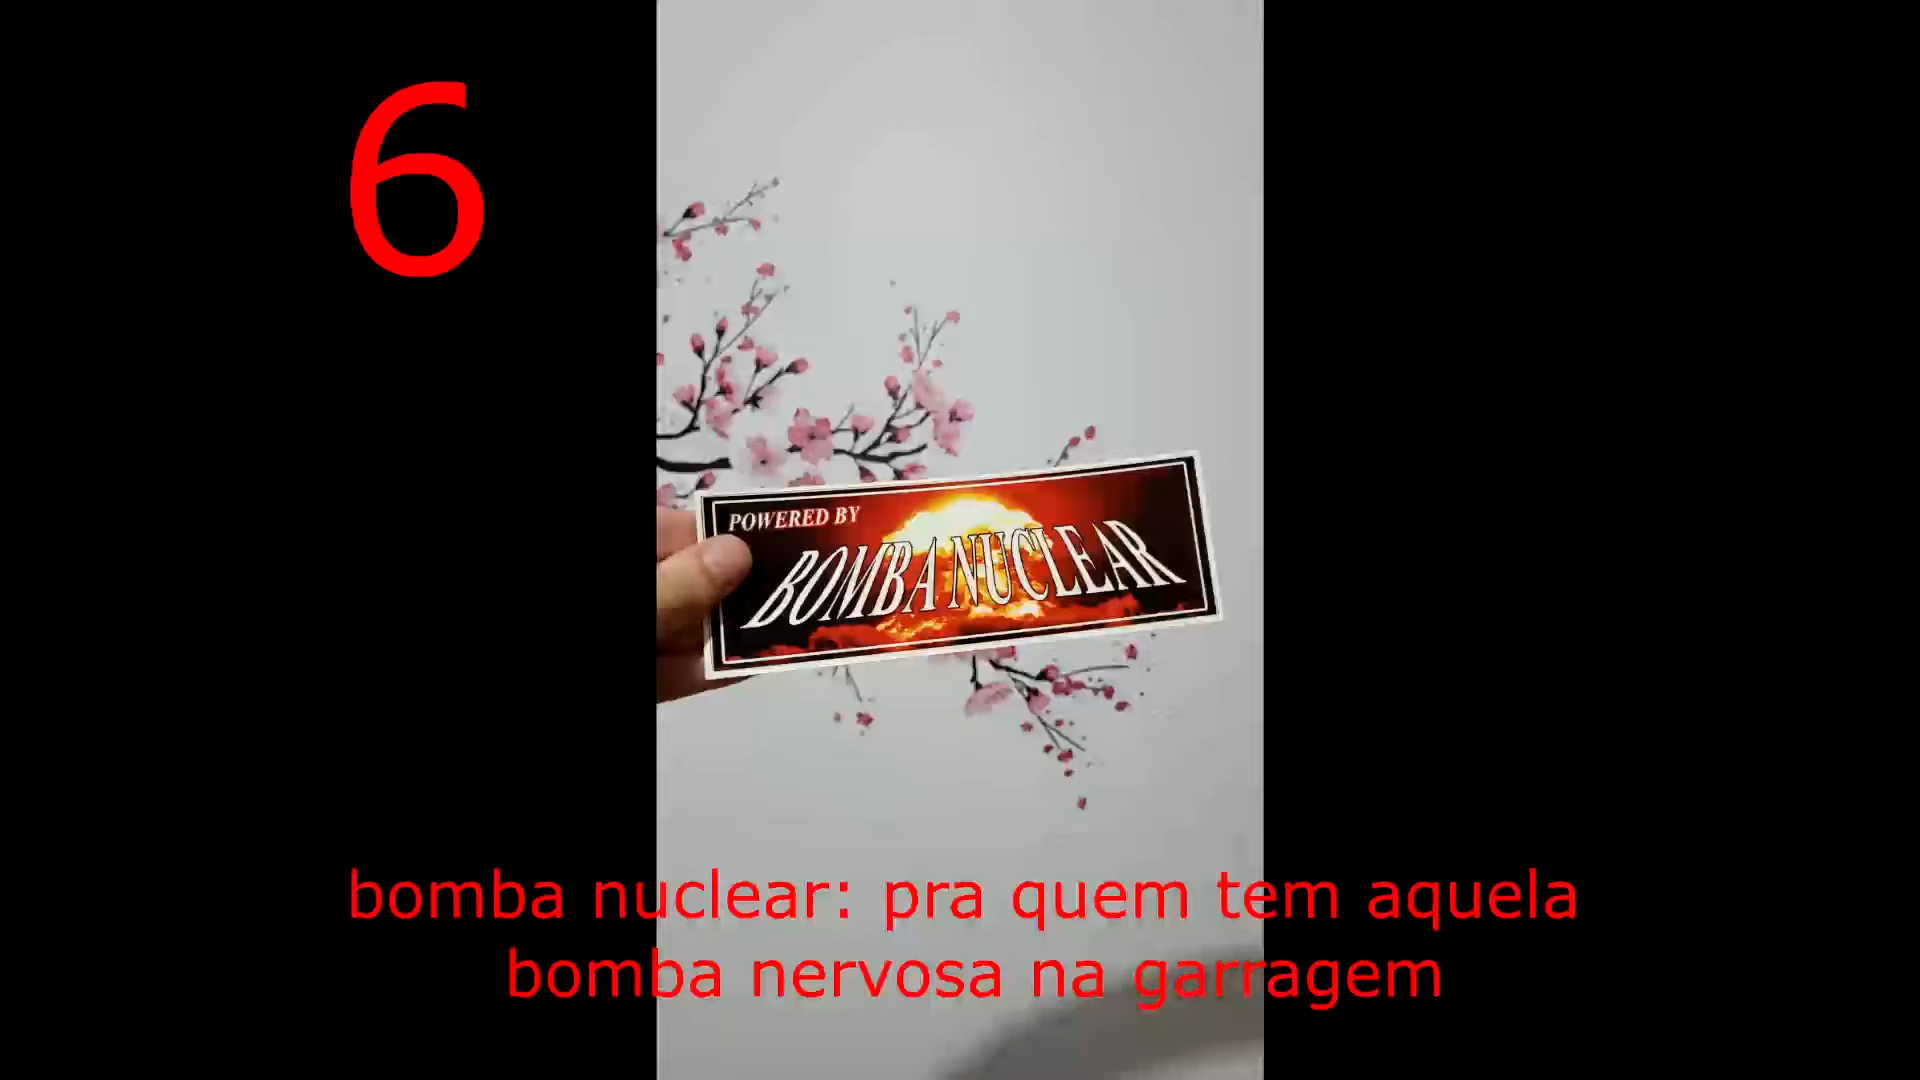 6
POWERED BY
BOMBA NUCLEAR
bomba nuclear: pra quem tem aquela
bomba nervosa na garragem